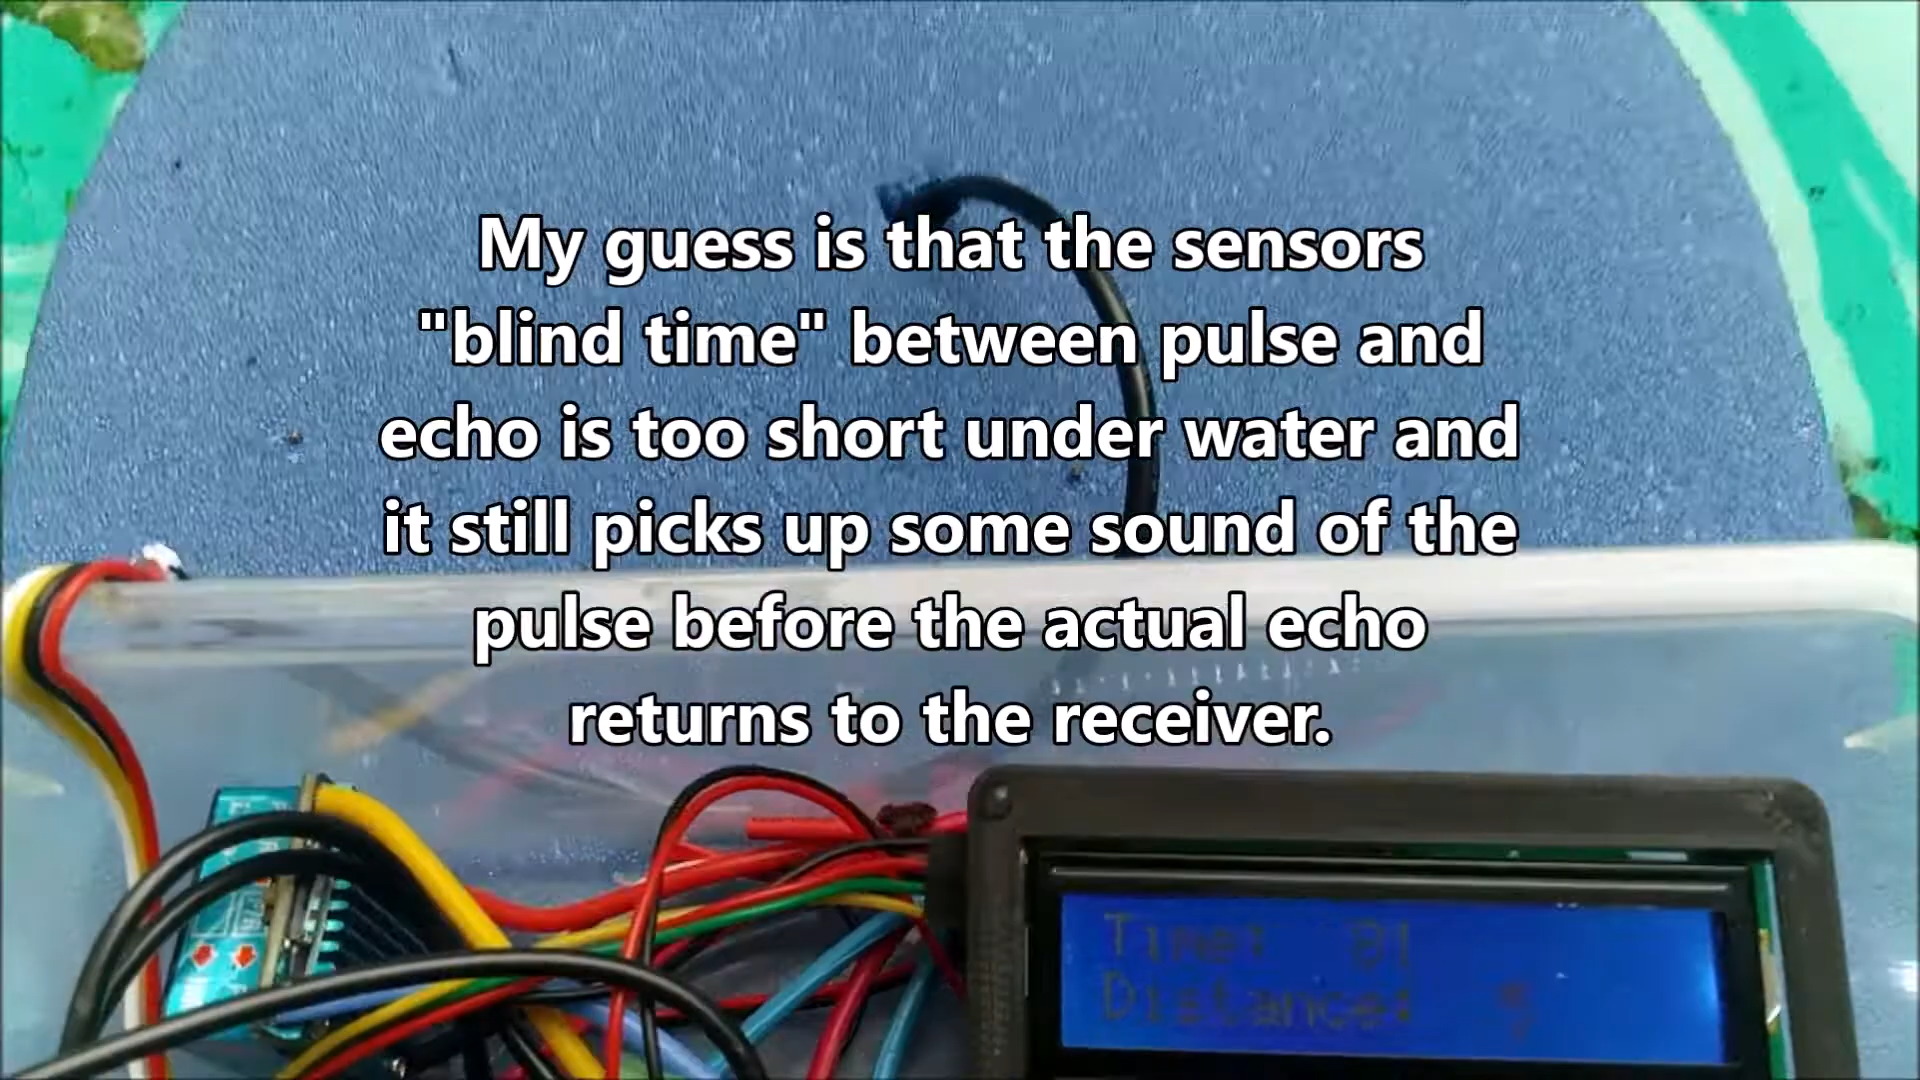 My guess is that the sensors
"blind time" between pulse and
echo is too short under water and
it still picks up some sound of the
pulse before the actual echo
returns to the receiver.
Time:
Distance: